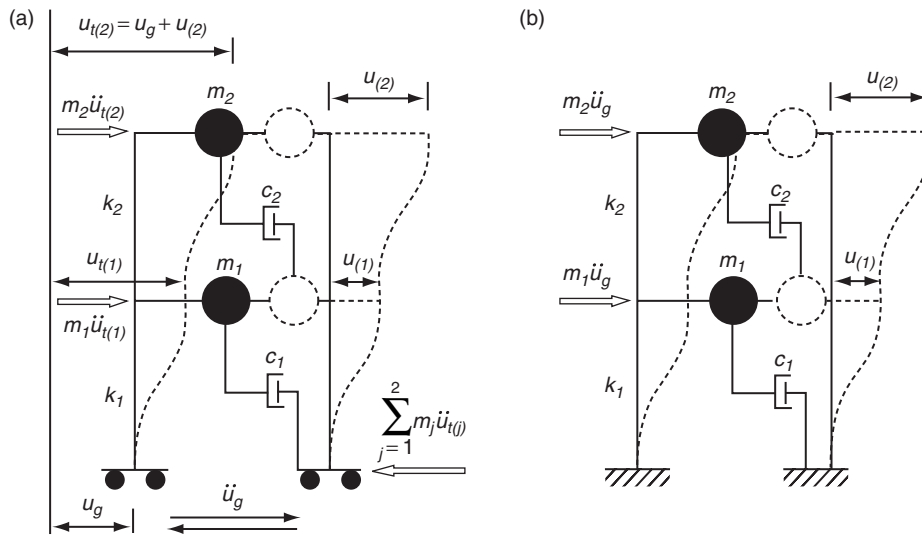 (a)
u_t(2) = u_g + u_(2)
m_2ü_t(2)
m_2
u_(2)
k_2
c_2
u_t(1)
m_1
u_(1)
m_1ü_t(1)
k_1
c_1
2
∑ m_jü_t(j)
j = 1
u_g
ü_g
(b)
m_2ü_g
m_2
u_(2)
k_2
c_2
m_1ü_g
m_1
u_(1)
k_1
c_1